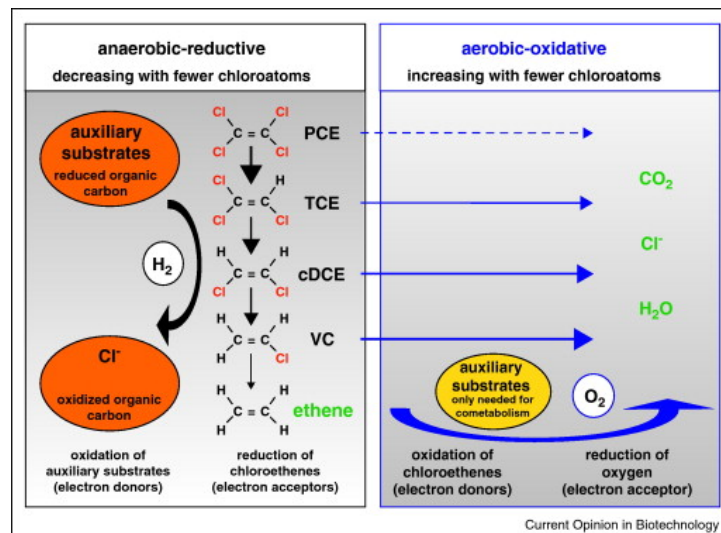 anaerobic-reductive
decreasing with fewer chloroatoms
auxiliary
substrates
reduced organic
carbon
H2
Cl-
oxidized organic
carbon
oxidation of
auxiliary substrates
(electron donors)
Cl Cl
C = C
Cl Cl
PCE
Cl H
C = C
Cl Cl
TCE
H H
C = C
Cl Cl
cDCE
H H
C = C
H Cl
VC
H H
C = C
H H
ethene
reduction of
chloroethenes
(electron acceptors)
aerobic-oxidative
increasing with fewer chloroatoms
CO2
Cl-
H2O
auxiliary
substrates
only needed for
cometabolism
O2
oxidation of
chloroethenes
(electron donors)
reduction of
oxygen
(electron acceptor)
Current Opinion in Biotechnology